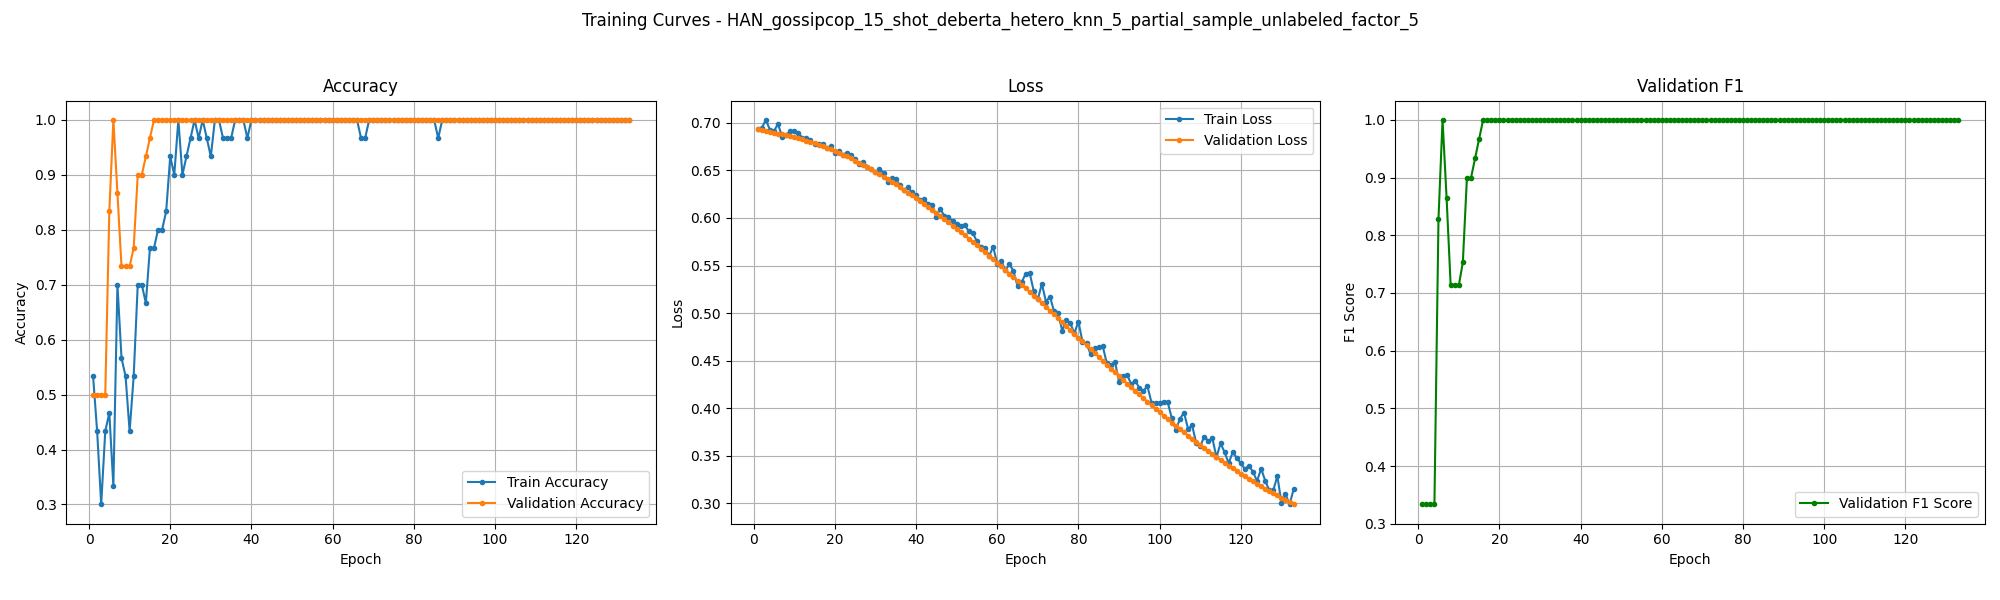 Training Curves - HAN_gossipcop_15_shot_deberta_hetero_knn_5_partial_sample_unlabeled_factor_5
Accuracy
1.0
0.9
0.8
0.7
0.6
0.5
0.4
0.3
Accuracy
0 20 40 60 80 100 120
Epoch
Train Accuracy
Validation Accuracy
Loss
0.70
0.65
0.60
0.55
0.50
0.45
0.40
0.35
0.30
Loss
0 20 40 60 80 100 120
Epoch
Train Loss
Validation Loss
Validation F1
1.0
0.9
0.8
0.7
0.6
0.5
0.4
0.3
F1 Score
0 20 40 60 80 100 120
Epoch
Validation F1 Score